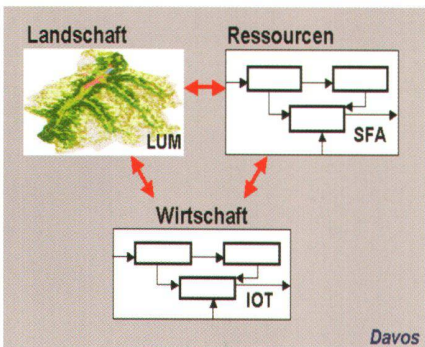 Landschaft
Ressourcen
LUM
SFA
Wirtschaft
IOT
Davos